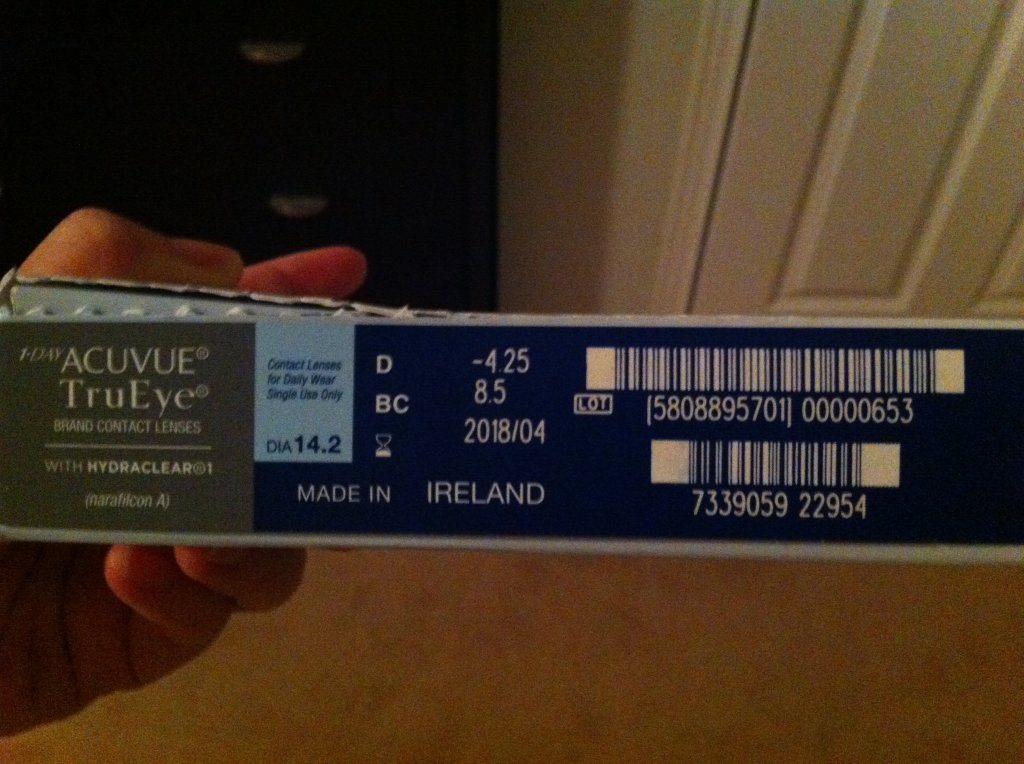 1-DAY ACUVUE®
TruEye®
BRAND CONTACT LENSES
WITH HYDRACLEAR®1
(narafilcon A)
Contact Lenses
for Daily Wear
Single Use Only
DIA 14.2
D -4.25
BC 8.5
2018/04
MADE IN IRELAND
LOT (5808895701) 00000653
7339059 22954